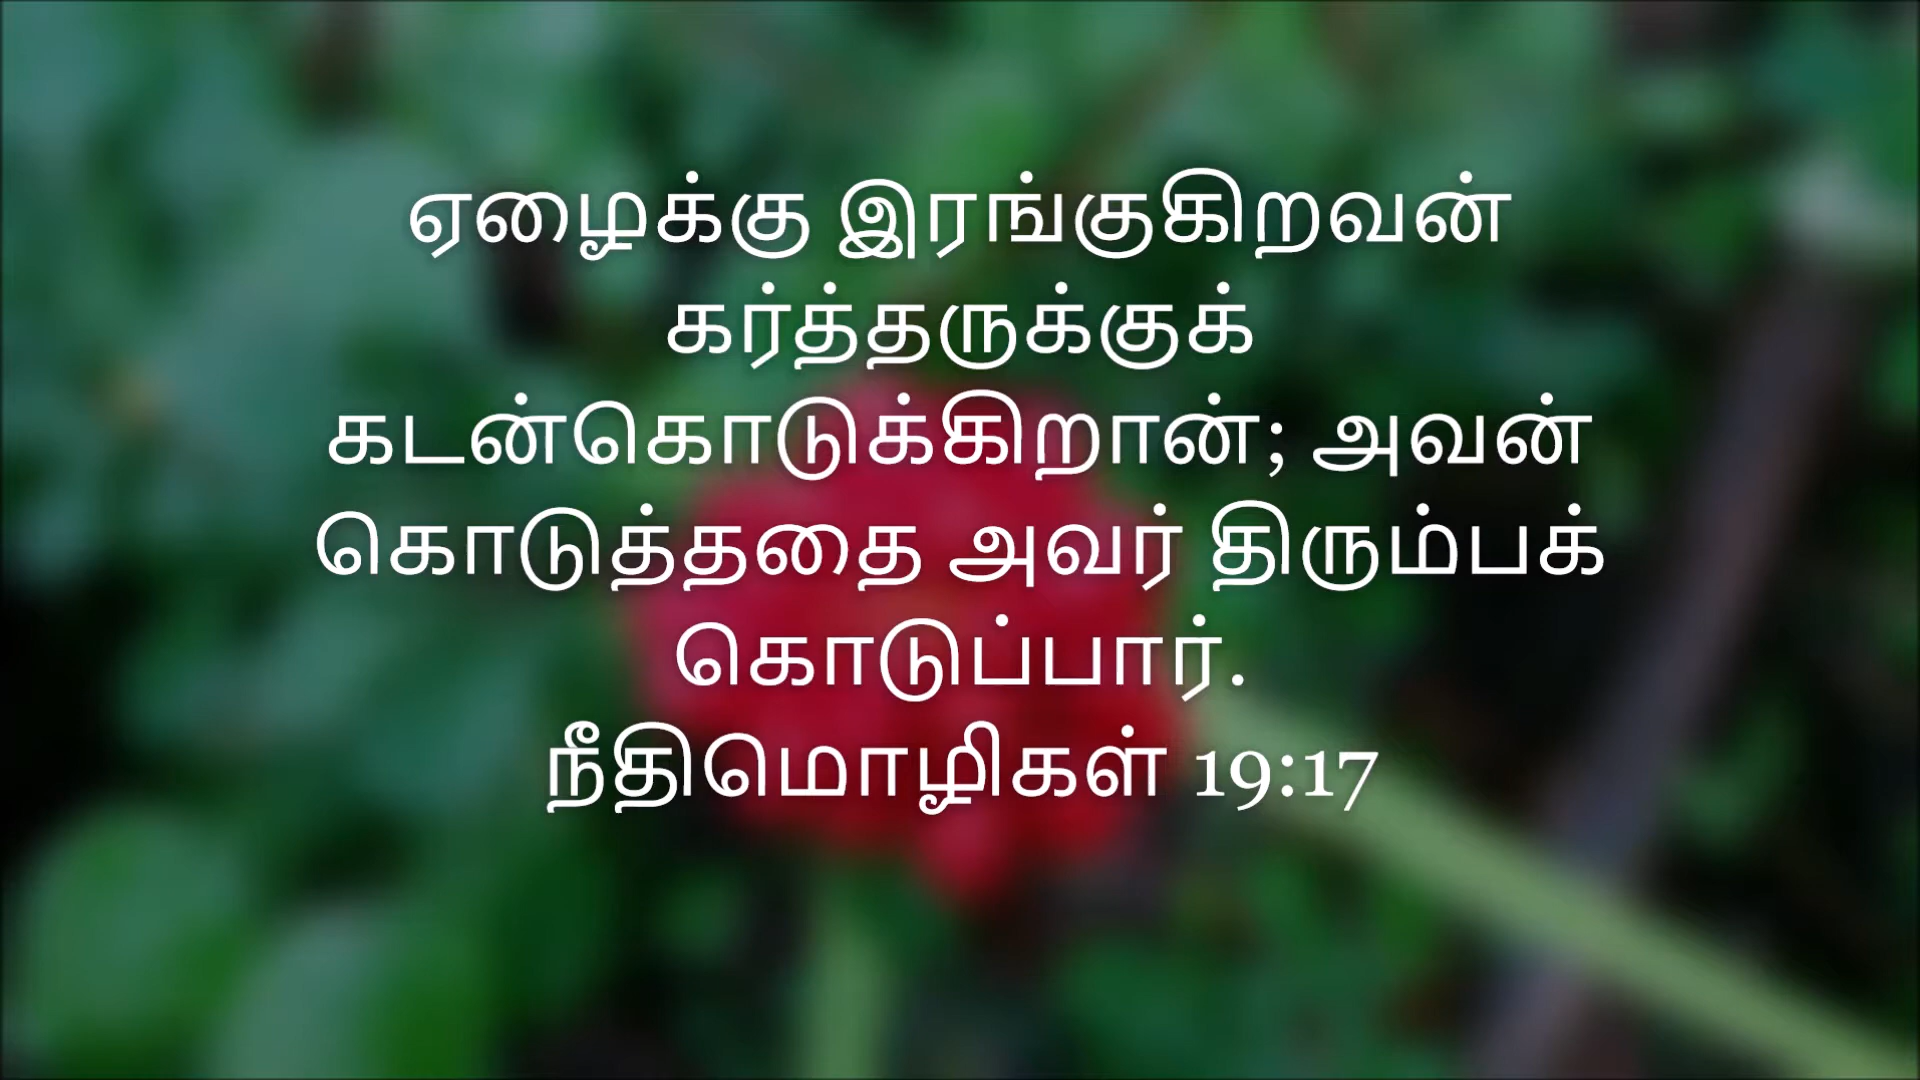 ஏழைக்கு இரங்குகிறவன்
கர்த்தருக்குக்
கடன்கொடுக்கிறான்; அவன்
கொடுத்ததை அவர் திரும்பக்
கொடுப்பார்.
நீதிமொழிகள் 19:17